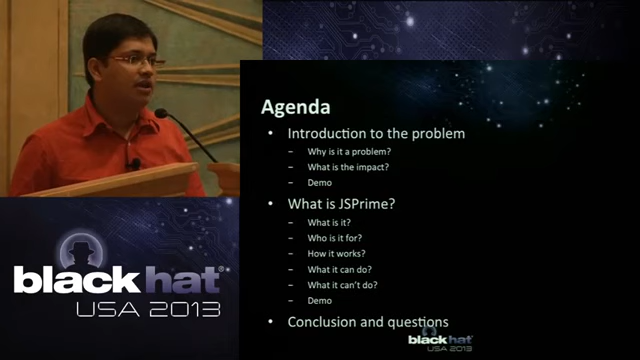 Agenda
• Introduction to the problem
– Why is it a problem?
– What is the impact?
– Demo
• What is JSPrime?
– What is it?
– Who is it for?
– How it works?
– What it can do?
– What it can't do?
– Demo
• Conclusion and questions
black hat
USA 2013
black hat®
USA 2013